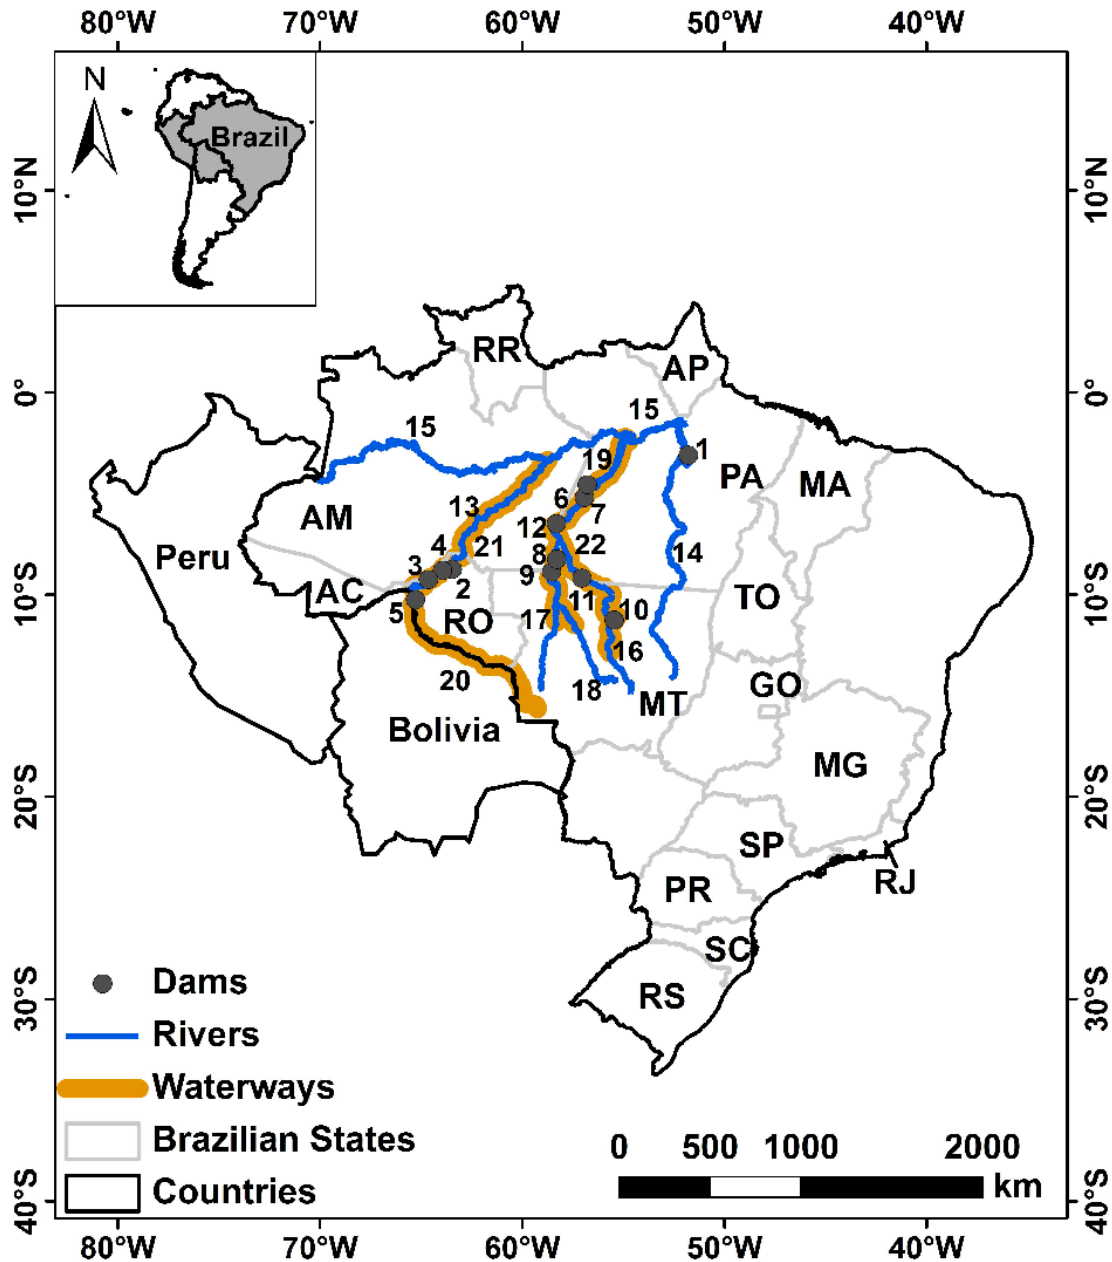 80°W 70°W 60°W 50°W 40°W
N
Brazil
10°N 10°N
RR
AP
0° 0°
15
15
1
19
PA
MA
13
6
AM
7
12
Peru
4
21
22
14
3
8
2
9
AC
TO
10°S 10°S
5
RO
11
10
17
16
20
18
GO
MT
Bolivia
MG
20°S 20°S
SP
RJ
PR
SC
Dams
RS
30°S 30°S
Rivers
Waterways
Brazilian States
0 500 1000 2000
Countries
km
40°S 40°S
80°W 70°W 60°W 50°W 40°W